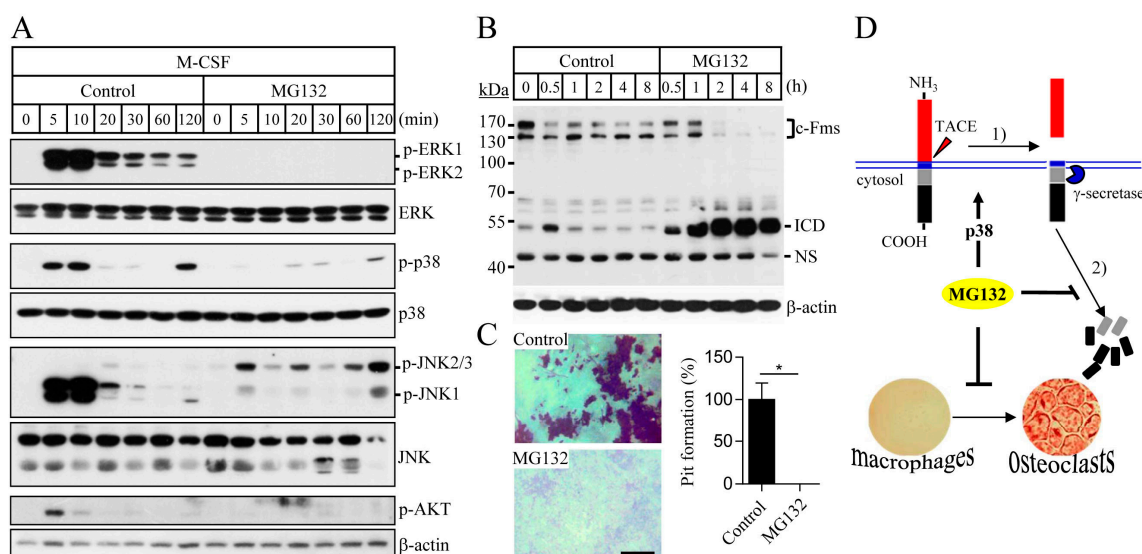 A
M-CSF
Control MG132
0 5 10 20 30 60 120 0 5 10 20 30 60 120 (min)
p-ERK1
p-ERK2
ERK
p-p38
p38
p-JNK2/3
p-JNK1
JNK
p-AKT
β-actin
B
Control MG132
kDa 0 0.5 1 2 4 8 0.5 1 2 4 8 (h)
170
130
100
70
55
40
c-Fms
ICD
NS
β-actin
C
Control
MG132
Pit formation (%)
150
100
50
0
*
Control
MG132
D
NH3
TACE
1)
cytosol
γ-secretase
COOH
p38
2)
MG132
macrophages
osteoclasts